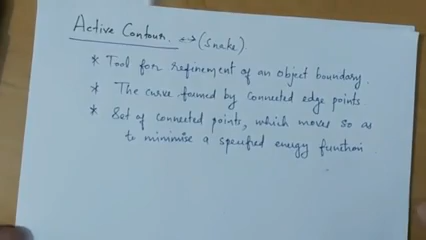 Active Contour. ↔ (Snake)
* Tool for refinement of an object boundary.
* The curve formed by connected edge points
* Set of connected points, which moves so as
to minimise a specified energy function